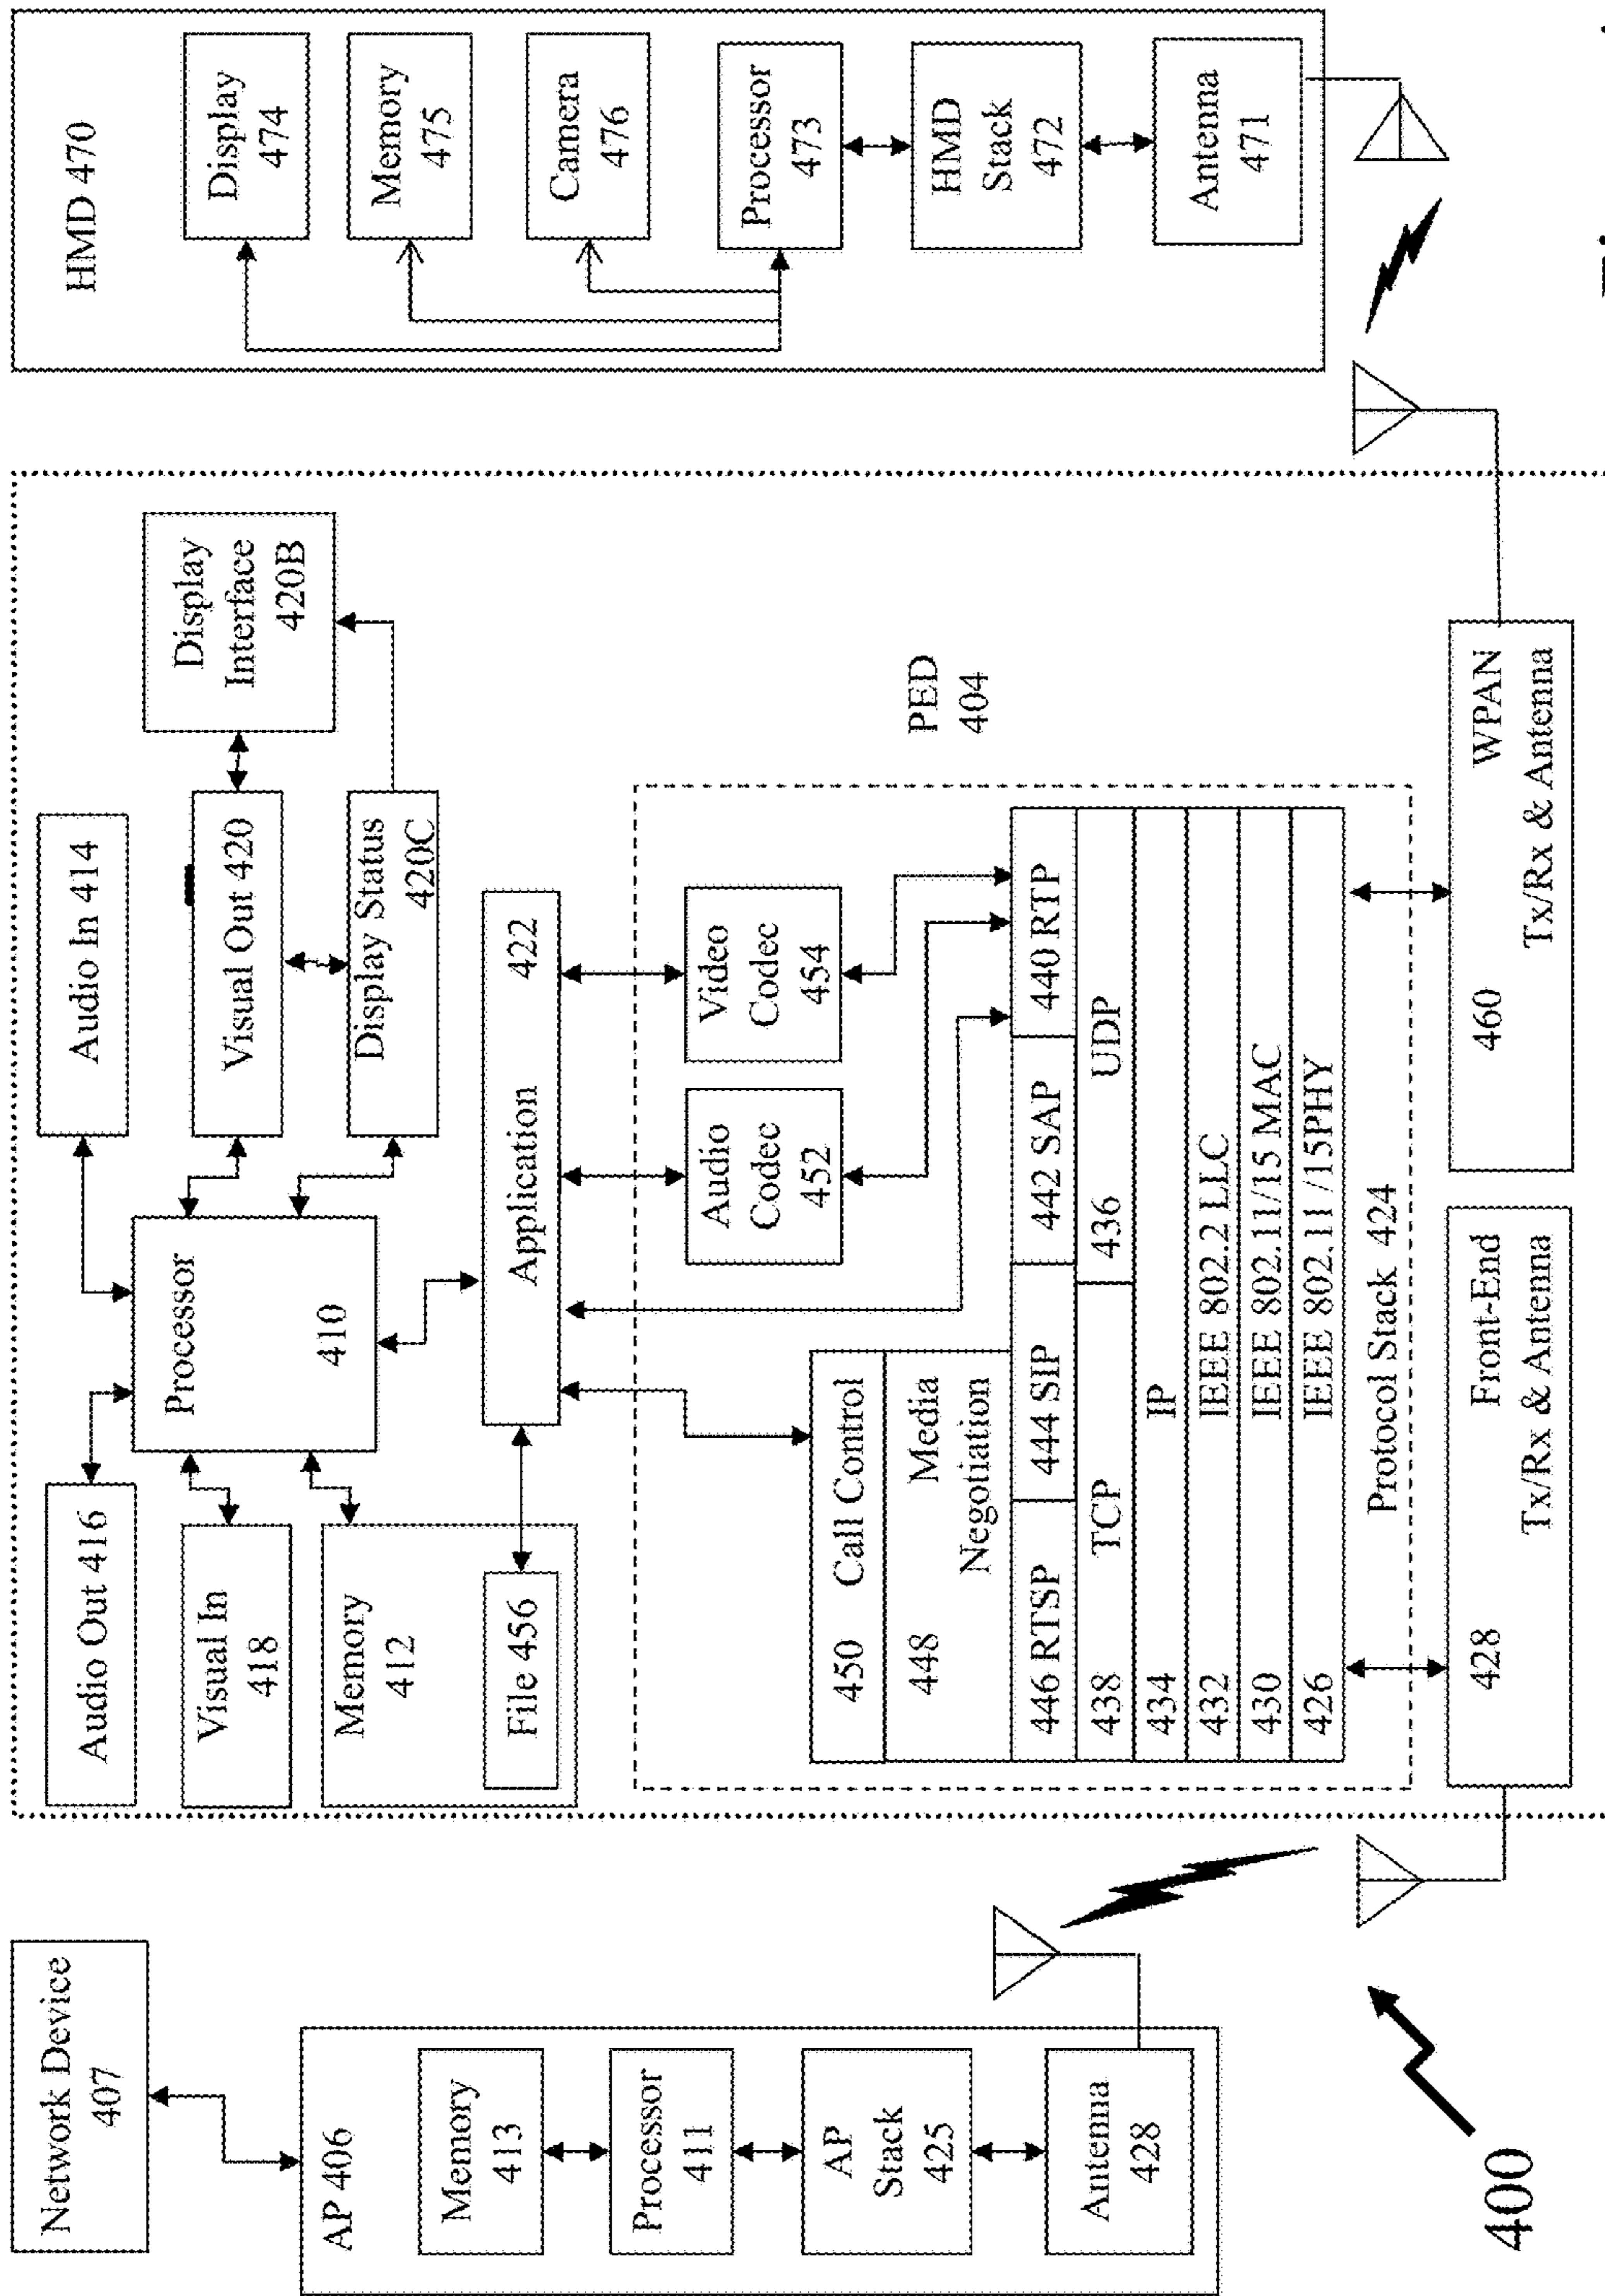 Network Device
407
AP 406
Memory
413
Processor
411
AP
Stack
425
Antenna
428
400
Audio Out 416
Visual In
418
Memory
412
File 456
Processor
410
Audio In 414
Visual Out 420
Display Status
420C
Display
Interface
420B
Application 422
PED
404
Audio
Codec
452
Video
Codec
454
450 Call Control
448 Media
Negotiation
446 RTSP
444 SIP
442 SAP
440 RTP
438 TCP
436 UDP
434 IP
432 IEEE 802.2 LLC
430 IEEE 802.11/15 MAC
426 IEEE 802.11 /15PHY
Protocol Stack 424
428 Front-End
Tx/Rx & Antenna
460 WPAN
Tx/Rx & Antenna
HMD 470
Display
474
Memory
475
Camera
476
Processor
473
HMD
Stack
472
Antenna
471